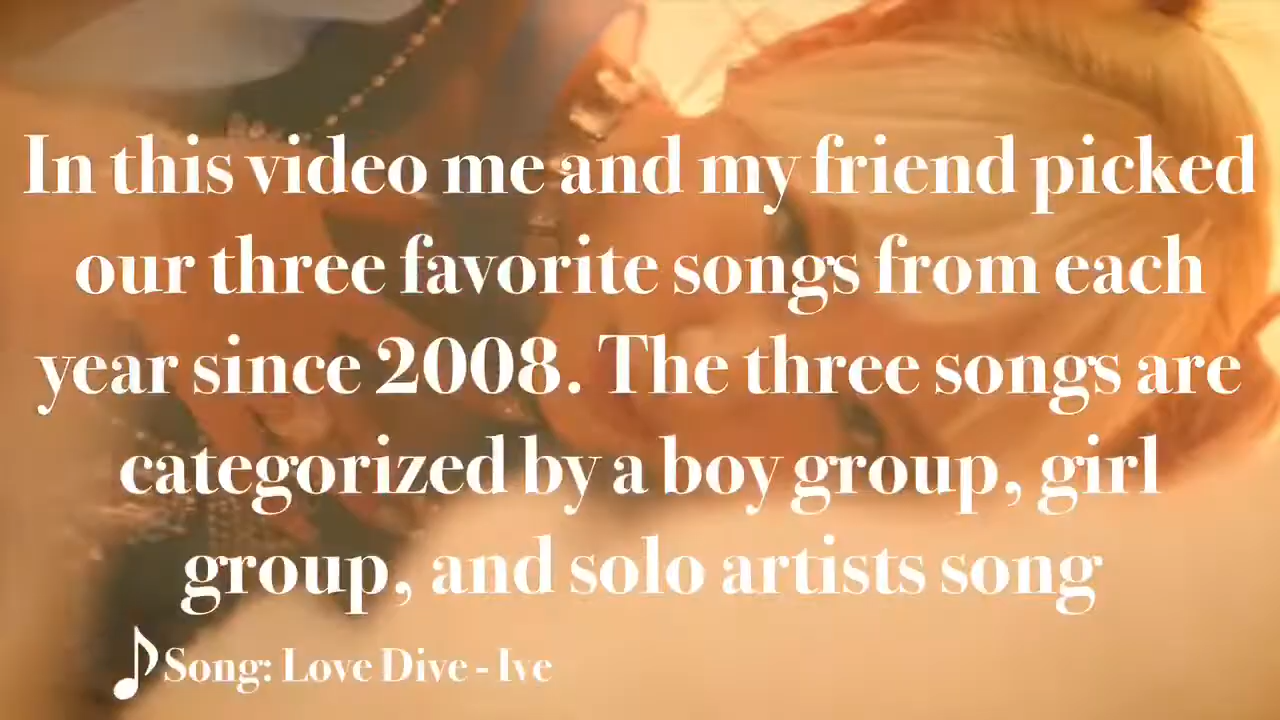 In this video me and my friend picked
our three favorite songs from each
year since 2008. The three songs are
categorized by a boy group, girl
group, and solo artists song
Song: Love Dive - Ive